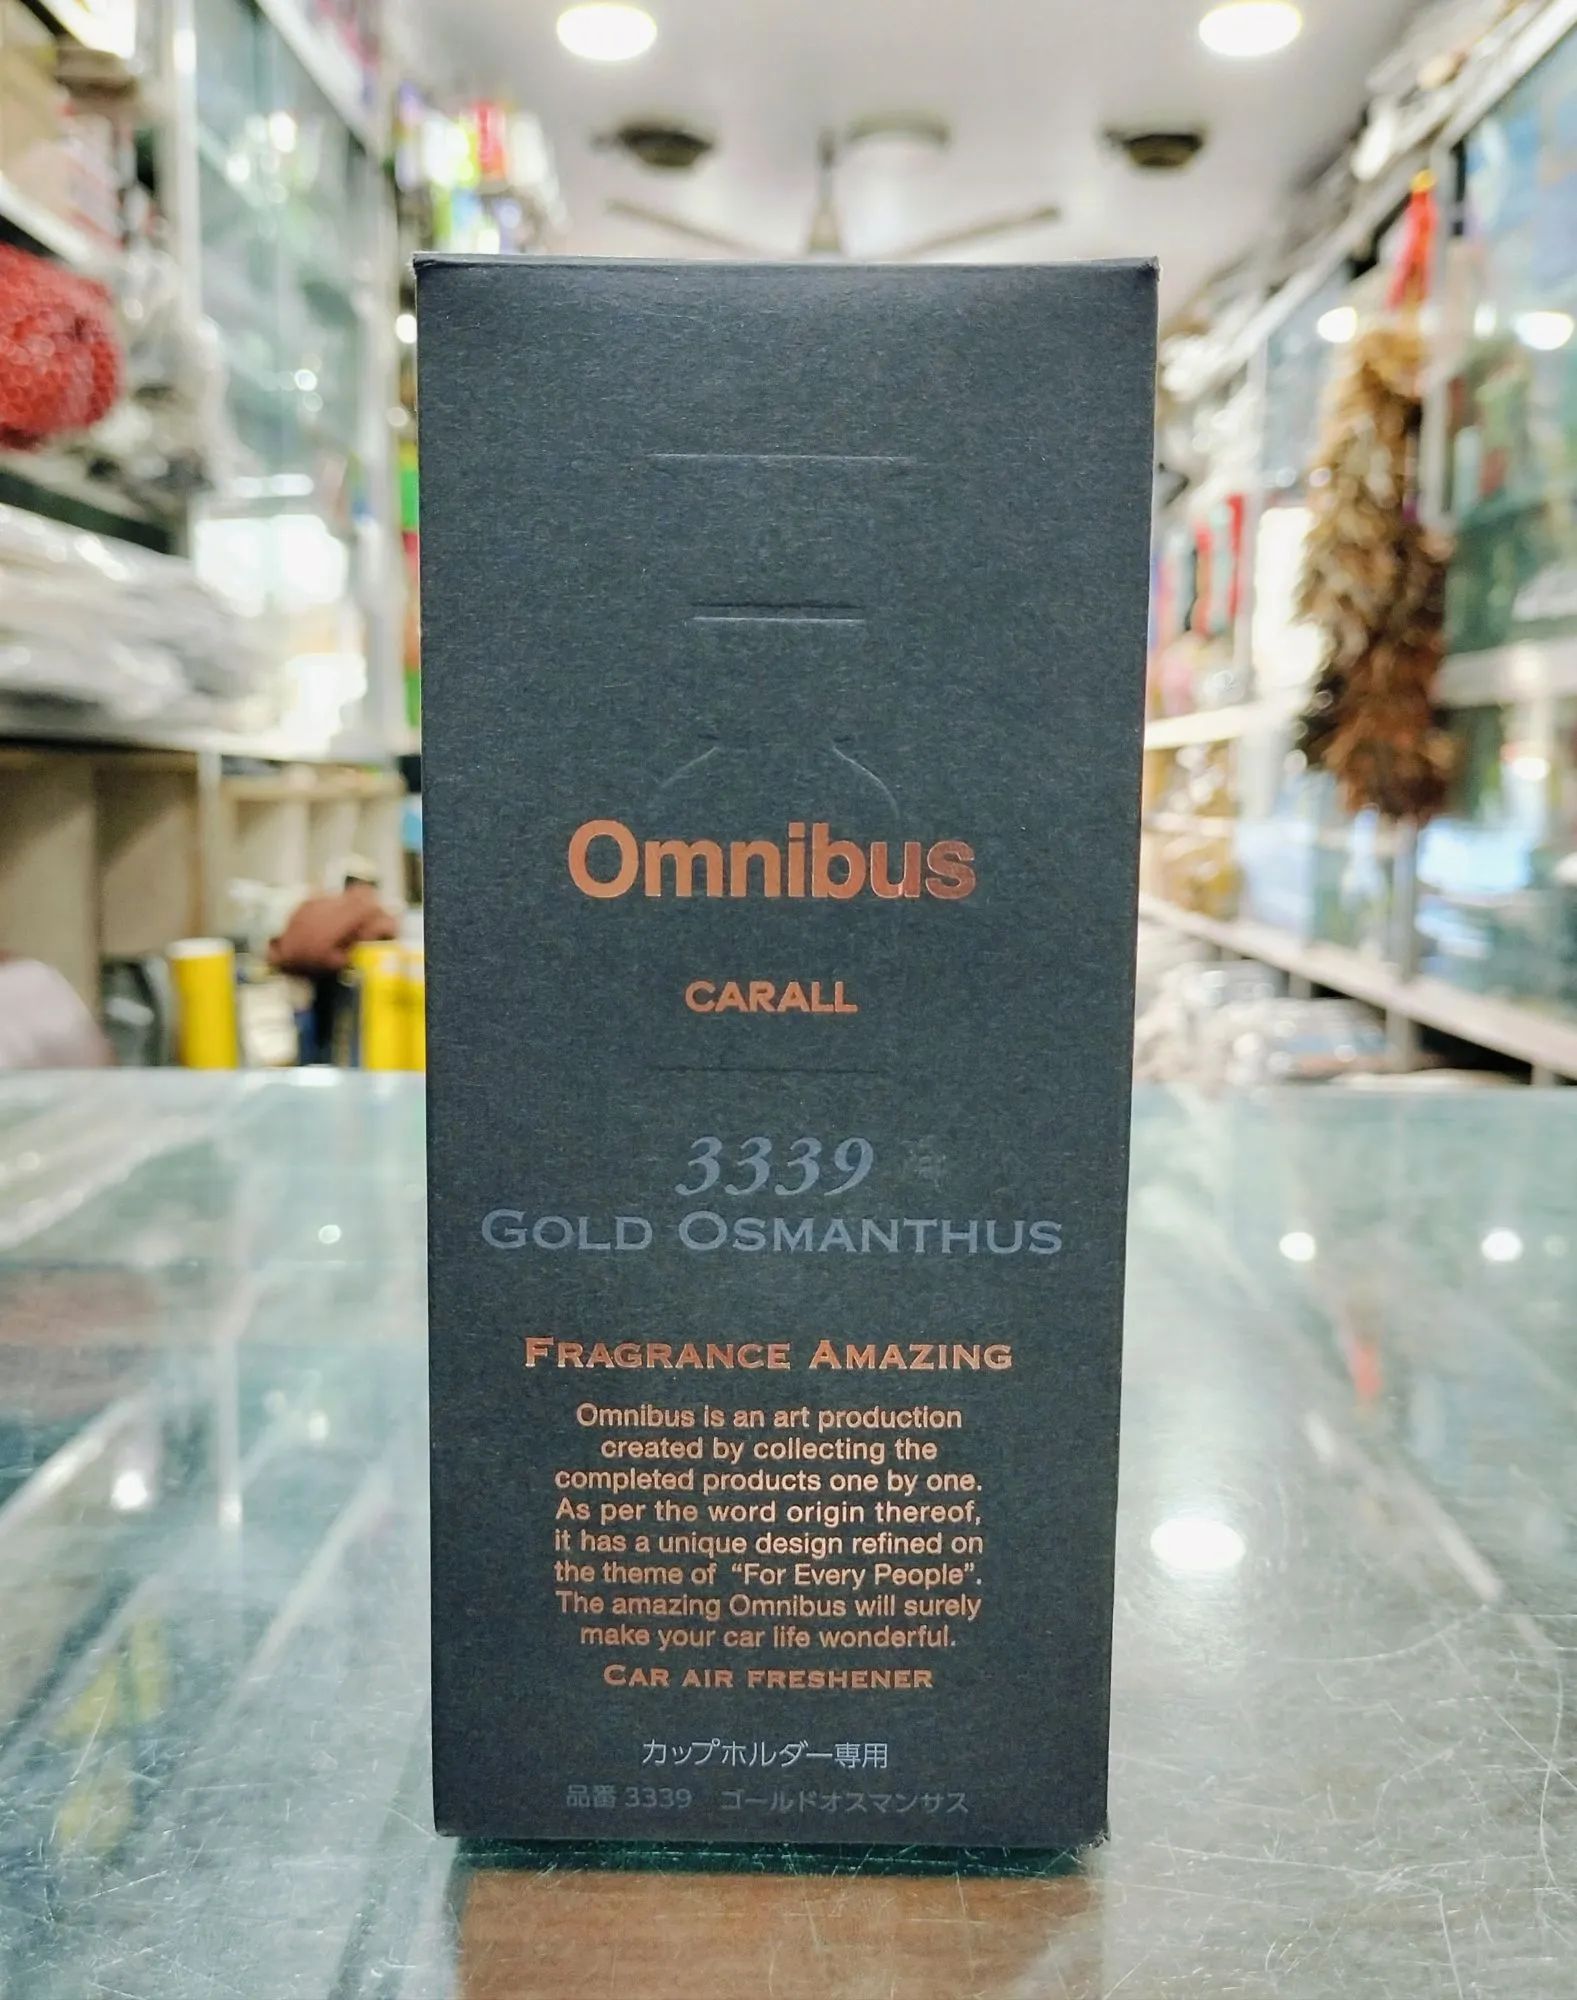 Omnibus
CARALL
3339
GOLD OSMANTHUS
FRAGRANCE AMAZING
Omnibus is an art production
created by collecting the
completed products one by one.
As per the word origin thereof,
it has a unique design refined on
the theme of “For Every People”.
The amazing Omnibus will surely
make your car life wonderful.
CAR AIR FRESHENER
カップホルダー専用
品番 3339 ゴールドオスマンサス